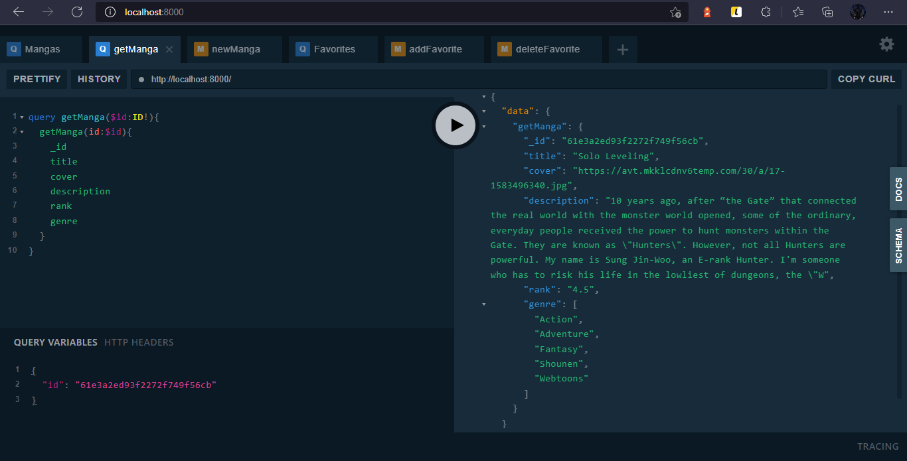 localhost:8000
Q Mangas
Q getManga
M newManga
Q Favorites
M addFavorite
M deleteFavorite
PRETTIFY
HISTORY
http://localhost:8000/
COPY CURL
1 query getManga($id:ID!){
2 getManga(id:$id){
3 _id
4 title
5 cover
6 description
7 rank
8 genre
9 }
10 }
QUERY VARIABLES HTTP HEADERS
1 {
2 "id": "61e3a2ed93f2272f749f56cb"
3 }
{
"data": {
"getManga": {
"_id": "61e3a2ed93f2272f749f56cb",
"title": "Solo Leveling",
"cover": "https://avt.mkklcdnv6temp.com/30/a/17-
1583496340.jpg",
"description": "10 years ago, after “the Gate” that connected
the real world with the monster world opened, some of the ordinary,
everyday people received the power to hunt monsters within the
Gate. They are known as \"Hunters\". However, not all Hunters are
powerful. My name is Sung Jin-Woo, an E-rank Hunter. I'm someone
who has to risk his life in the lowliest of dungeons, the \"W",
"rank": "4.5",
"genre": [
"Action",
"Adventure",
"Fantasy",
"Shounen",
"Webtoons"
]
}
}
DOCS
SCHEMA
TRACING